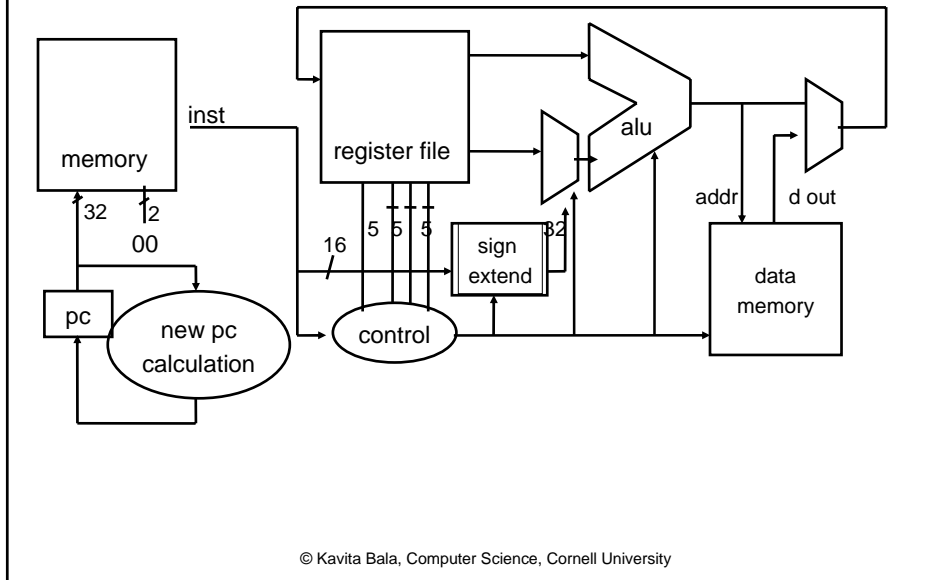 inst
memory
register file
alu
32
2
00
addr
d out
5
5
5
32
16
sign
extend
data
memory
pc
new pc
calculation
control
© Kavita Bala, Computer Science, Cornell University